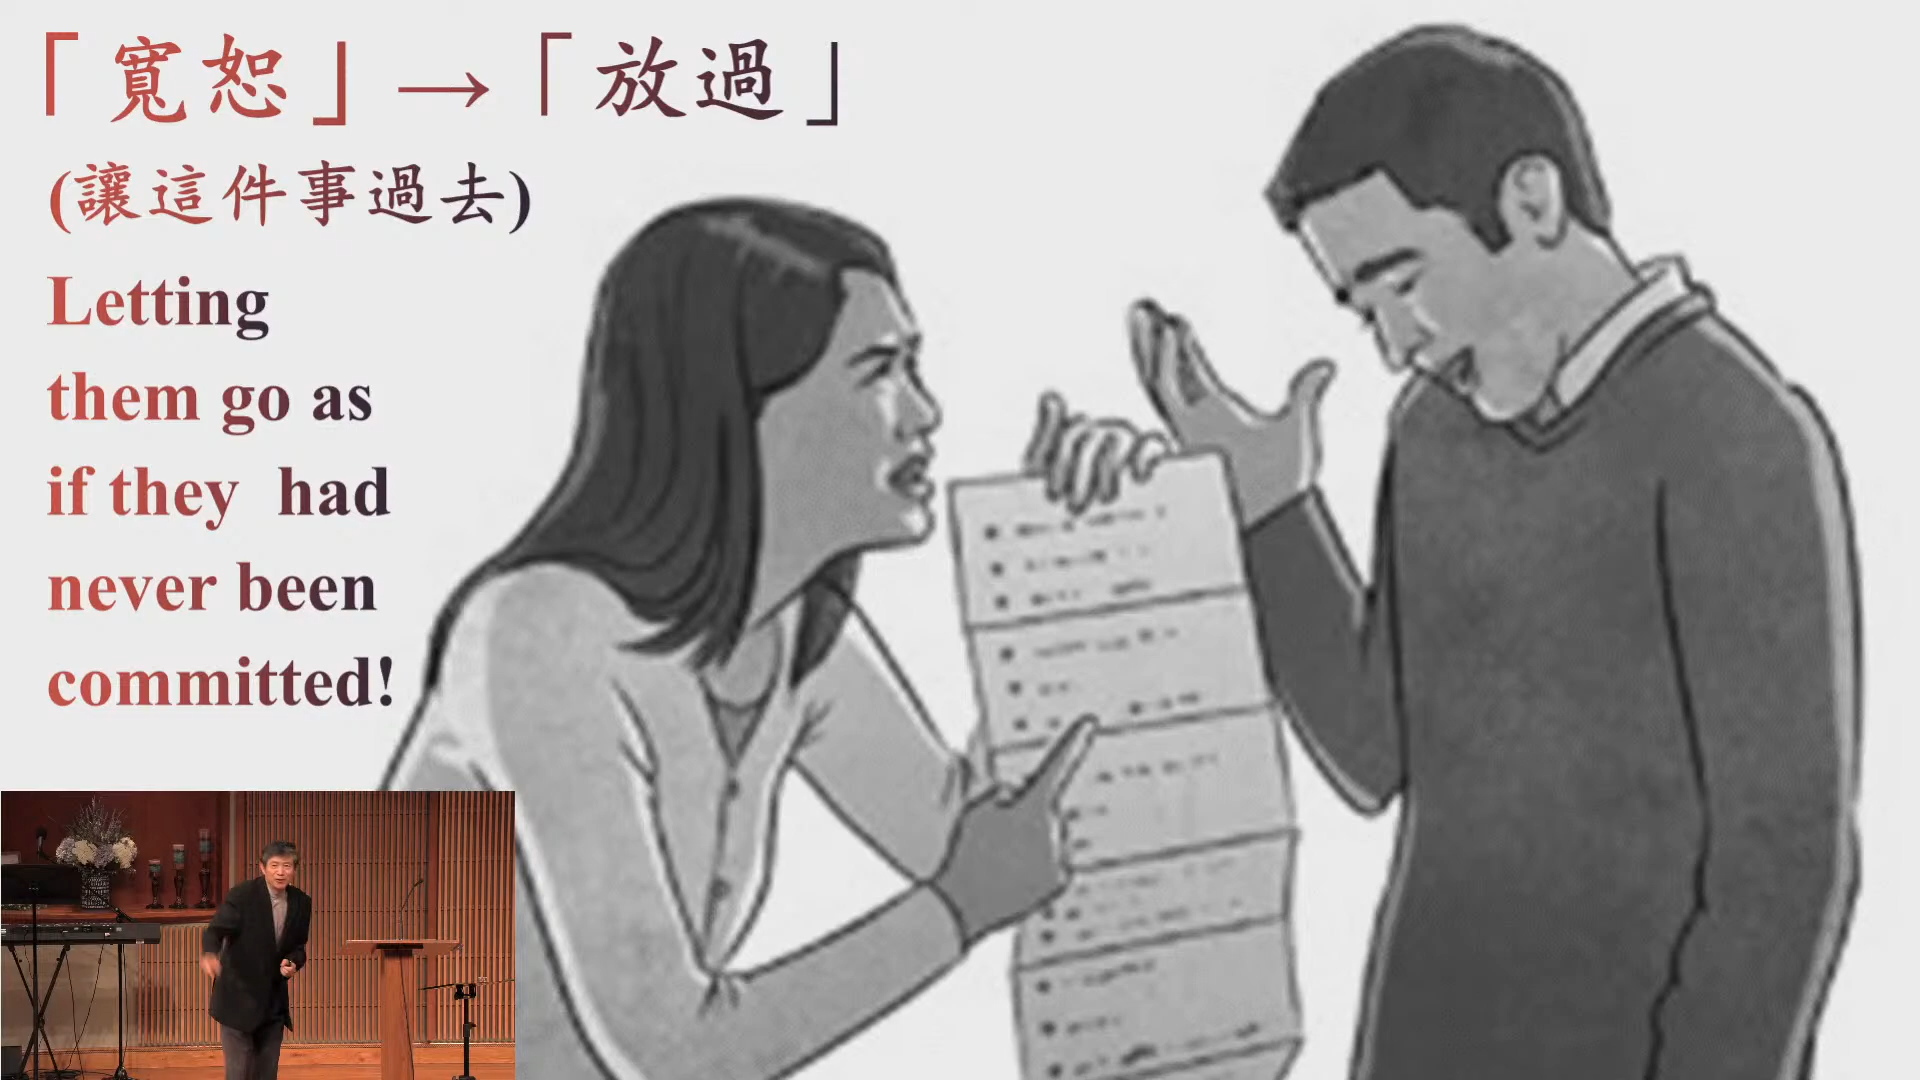 「寬恕」→「放過」
(讓這件事過去)
Letting
them go as
if they  had
never been
committed!